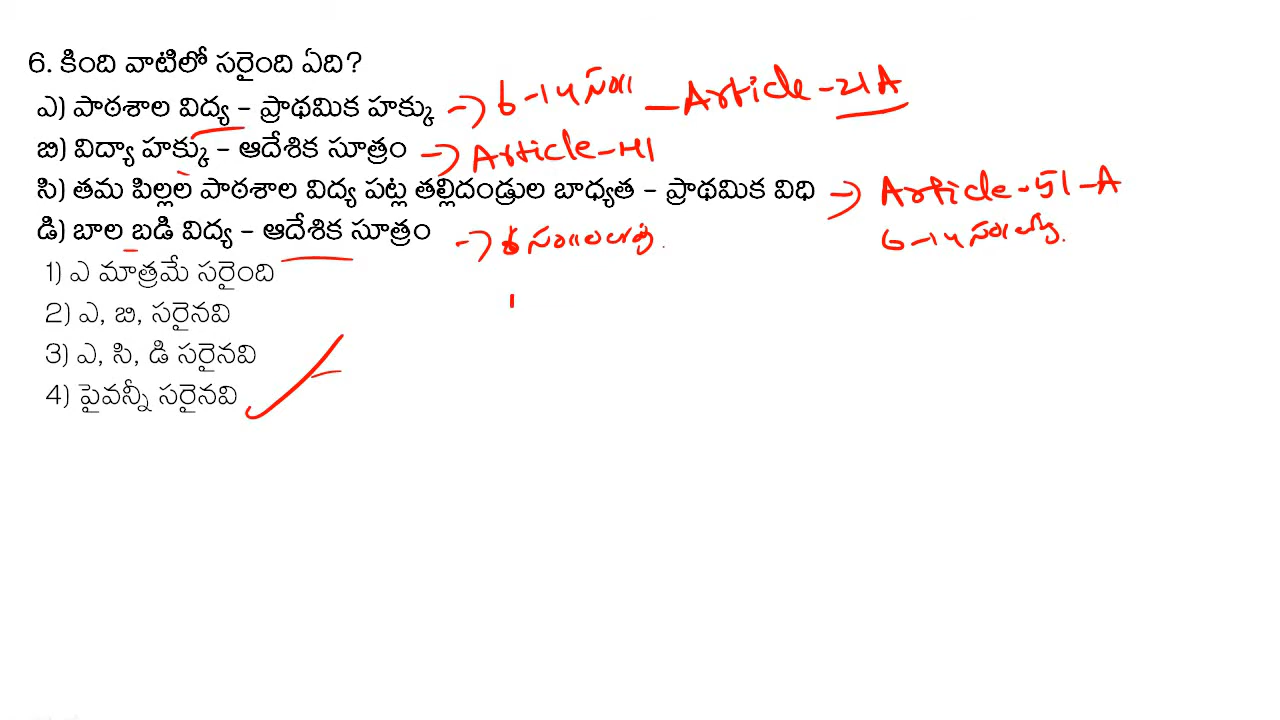 6. కింది వాటిలో సరైంది ఏది?
ఎ) పాఠశాల విద్య – ప్రాథమిక హక్కు → 6-14 సం॥ – Article-21A
బి) విద్యా హక్కు – ఆదేశిక సూత్రం → Article-41
సి) తమ పిల్లల పాఠశాల విద్య పట్ల తల్లిదండ్రుల బాధ్యత – ప్రాథమిక విధి → Article-51-A
6-14
డి) బాల బడి విద్య – ఆదేశిక సూత్రం → 6
1) ఎ మాత్రమే సరైంది
2) ఎ, బి, సరైనవి
3) ఎ, సి, డి సరైనవి
4) పైవన్నీ సరైనవి